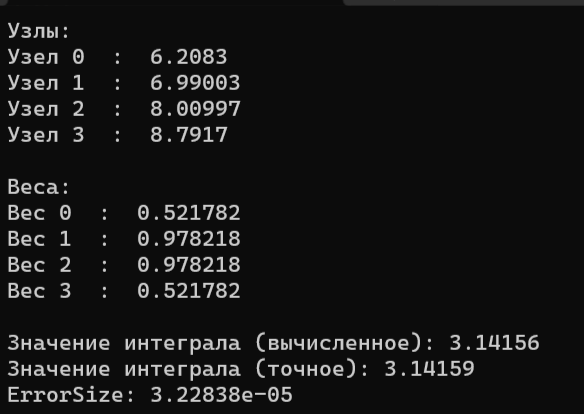 Узлы:
Узел 0  :  6.2083
Узел 1  :  6.99003
Узел 2  :  8.00997
Узел 3  :  8.7917
Веса:
Вес 0  :  0.521782
Вес 1  :  0.978218
Вес 2  :  0.978218
Вес 3  :  0.521782
Значение интеграла (вычисленное): 3.14156
Значение интеграла (точное): 3.14159
ErrorSize: 3.22838e-05